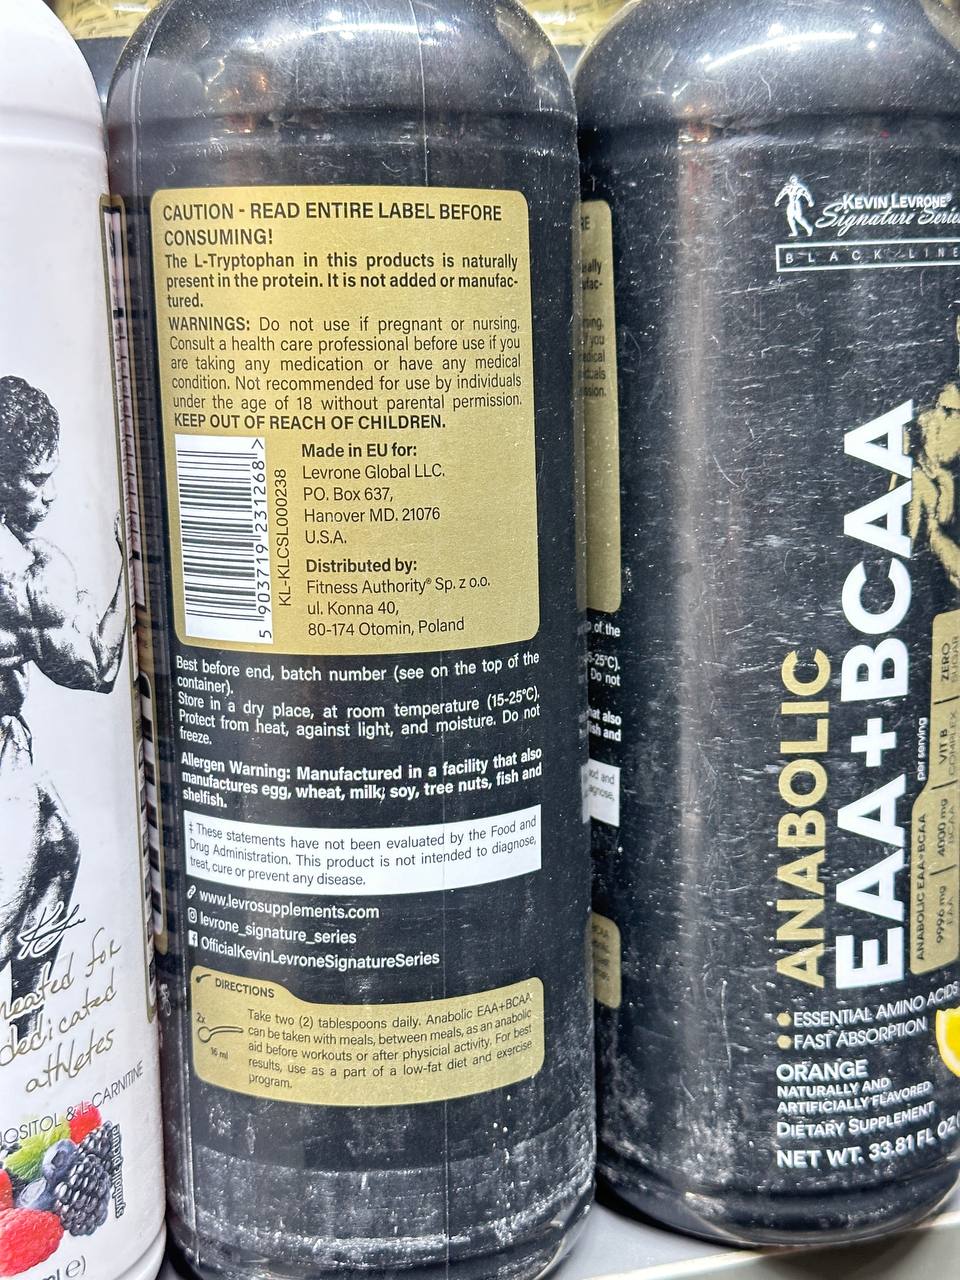 CAUTION - READ ENTIRE LABEL BEFORE
CONSUMING!
The L-Tryptophan in this products is naturally
present in the protein. It is not added or manufac-
tured.
WARNINGS: Do not use if pregnant or nursing.
Consult a health care professional before use if you
are taking any medication or have any medical
condition. Not recommended for use by individuals
under the age of 18 without parental permission.
KEEP OUT OF REACH OF CHILDREN.
5 903719 231268 >
KL-KLCSL000238
Made in EU for:
Levrone Global LLC.
PO. Box 637,
Hanover MD. 21076
U.S.A.
Distributed by:
Fitness Authority® Sp. z o.o.
ul. Konna 40,
80-174 Otomin, Poland
Best before end, batch number (see on the top of the
container).
Store in a dry place, at room temperature (15-25°C).
Protect from heat, against light, and moisture. Do not
freeze.
Allergen Warning: Manufactured in a facility that also
manufactures egg, wheat, milk; soy, tree nuts, fish and
shelfish.
‡ These statements have not been evaluated by the Food and
Drug Administration. This product is not intended to diagnose,
treat, cure or prevent any disease.
www.levrosupplements.com
levrone_signature_series
OfficialKevinLevroneSignatureSeries
DIRECTIONS
2x
16 ml
Take two (2) tablespoons daily. Anabolic EAA+BCAA
can be taken with meals, between meals, as an anabolic
aid before workouts or after physical activity. For best
results, use as a part of a low-fat diet and exercise
program.
KEVIN LEVRONE®
Signature Serie
BLACK LINE
ANABOLIC
EAA+BCAA
per serving
ANABOLIC EAA+BCAA
9996 mg
EAA
4000 mg
VIT B
COMPLEX
ZERO
SUGAR
ESSENTIAL AMINO ACIDS
FAST ABSORPTION
ORANGE
NATURALLY AND
ARTIFICIALLY FLAVORED
DIETARY SUPPLEMENT
NET WT. 33.81 FL OZ
created for
dedicated
athletes
OSITOL & L-CARNITINE
symbolic picture
ml e)